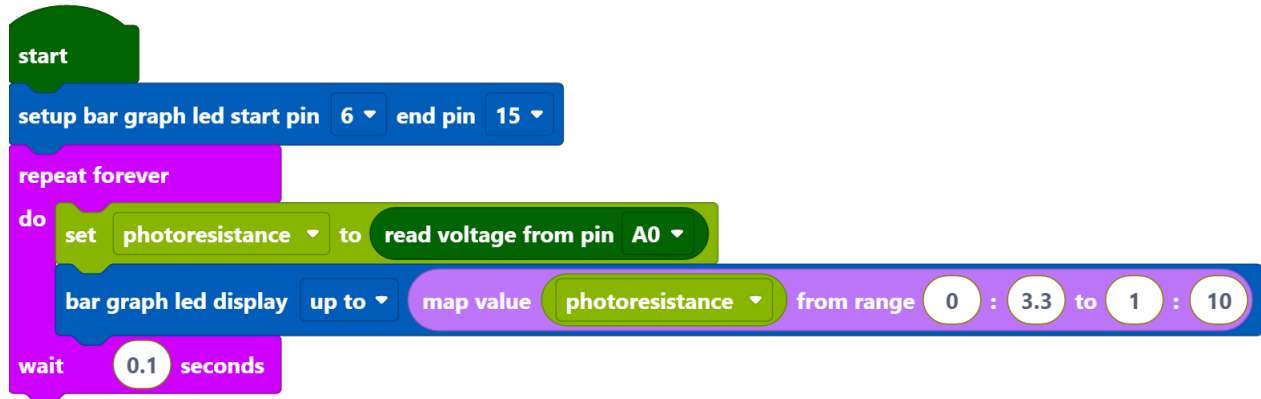 start
setup bar graph led start pin 6 end pin 15
repeat forever
do
set photoresistance to read voltage from pin A0
bar graph led display up to map value photoresistance from range 0 : 3.3 to 1 : 10
wait 0.1 seconds